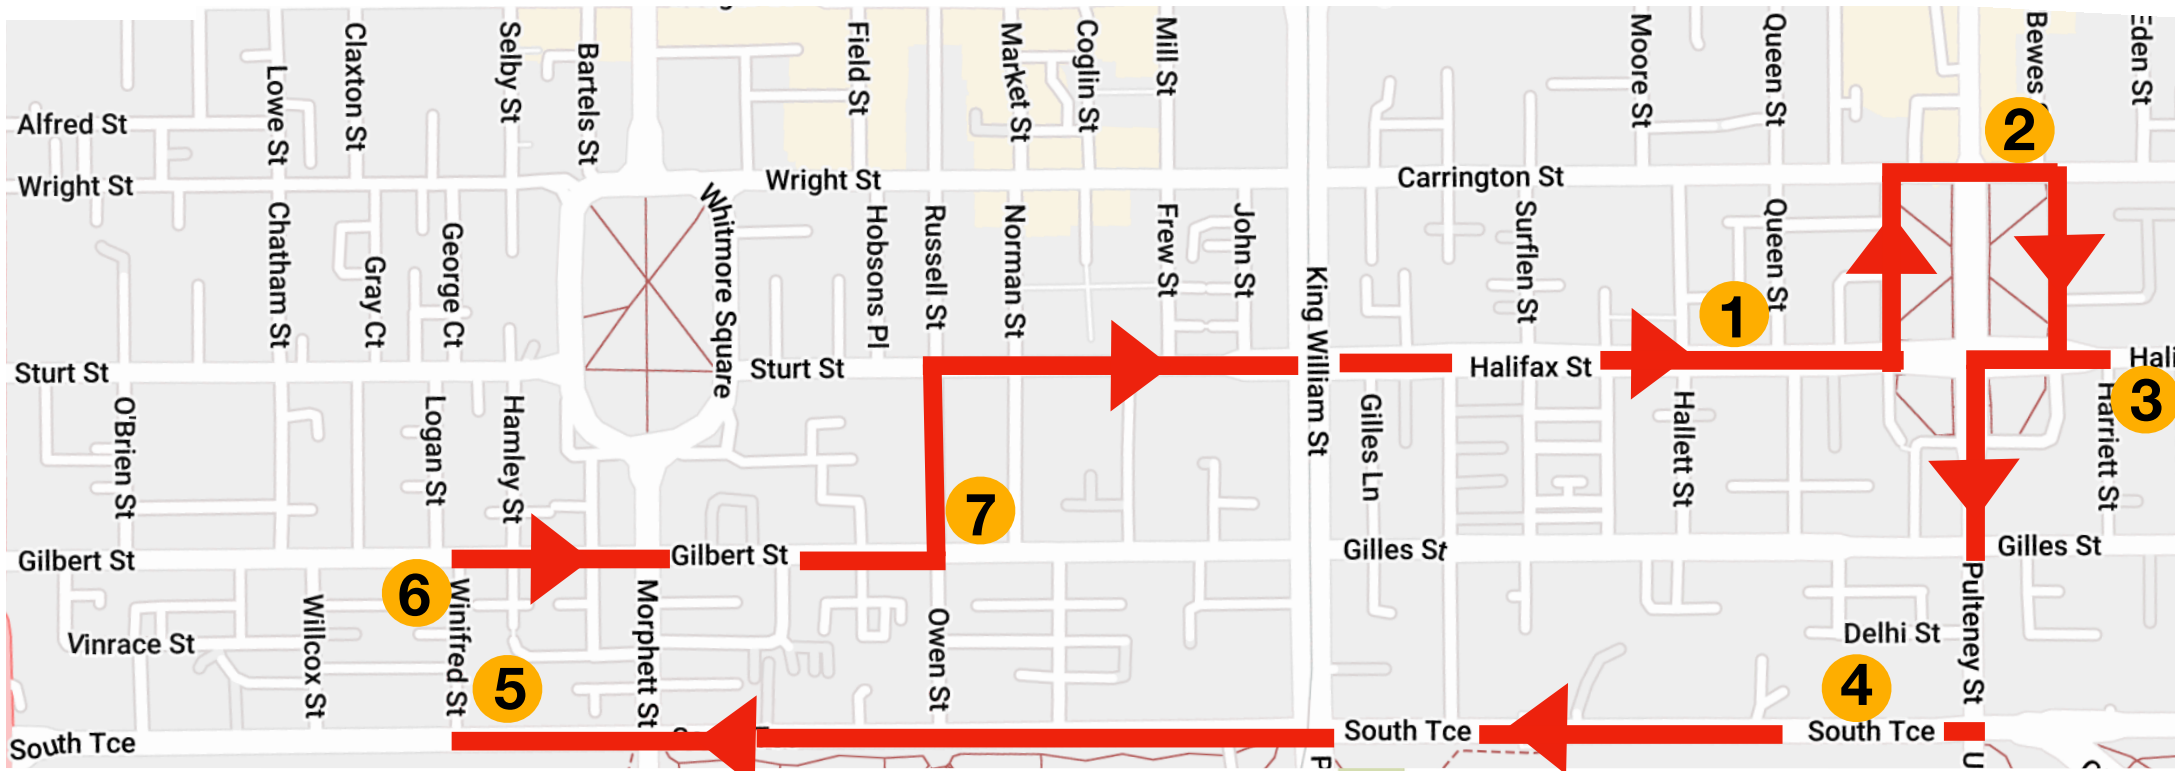 Claxton St
Lowe St
Selby St
Bartels St
Field St
Market St
Coglin St
Mill St
Moore St
Queen St
Bewes
Eden St
2
Alfred St
Wright St
Wright St
Carrington St
Whitmore Square
Chatham St
Gray Ct
George Ct
Hobsons Pl
Russell St
Norman St
Frew St
John St
King William St
Surflen St
Queen St
1
Sturt St
Sturt St
Halifax St
Hali
3
O'Brien St
Logan St
Hamley St
7
Gilles Ln
Hallett St
Harriett St
Gilbert St
Gilbert St
Gilles St
Gilles St
6
Vinrace St
Willcox St
Winifred St
Morphett St
Owen St
Delhi St
Pulteney St
5
4
South Tce
South Tce
South Tce